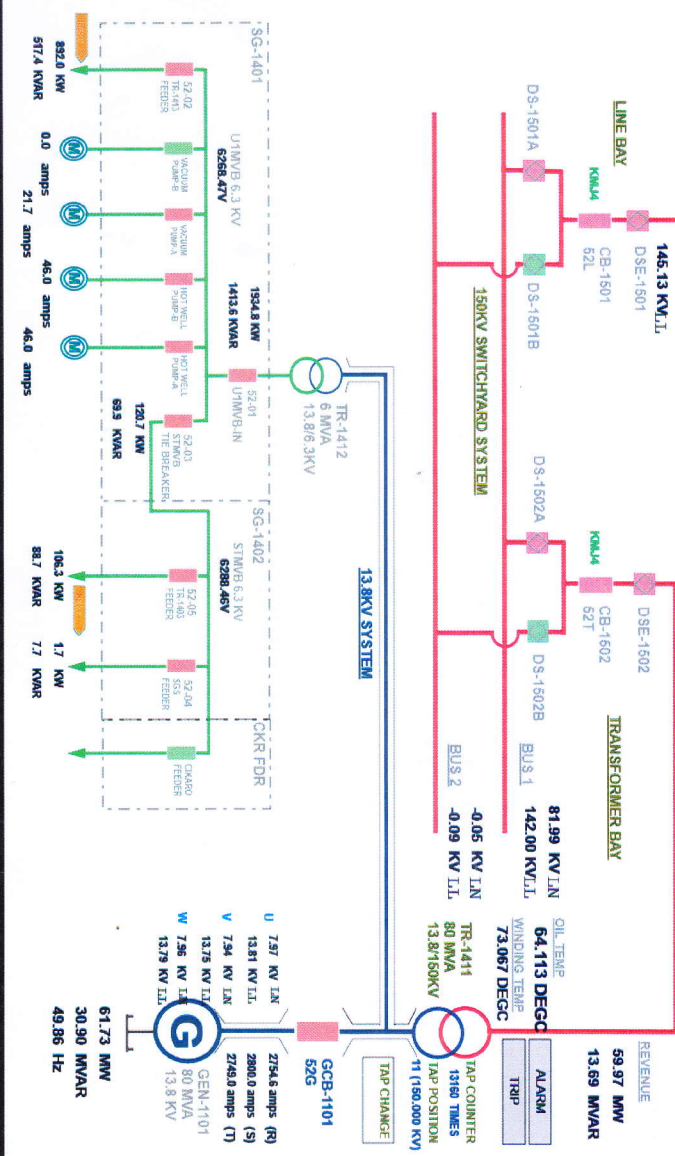 LINE BAY
145.13 KV LL
DSE-1501
KMJ4
CB-1501
52L
DS-1501A
DS-1501B
150KV SWITCHYARD SYSTEM
DSE-1502
KMJ4
CB-1502
52T
DS-1502A
DS-1502B
TRANSFORMER BAY
BUS 1
81.99 KV LN
142.00 KV LL
BUS 2
-0.05 KV LN
-0.09 KV LL
REVENUE
59.97 MW
13.69 MVAR
OIL TEMP
64.113 DEGC
WINDING TEMP
73.067 DEGC
ALARM
TRIP
TR-1411
80 MVA
13.8/150KV
TAP COUNTER
13160 TIMES
TAP POSITION
11 (150.000 KV)
TAP CHANGE
13.8KV SYSTEM
TR-1412
6 MVA
13.8/6.3KV
GCB-1101
52G
U 7.97 KV LN
13.81 KV LL
V 7.94 KV LN
13.75 KV LL
W 7.96 KV LN
13.79 KV LL
2754.6 amps (R)
2800.0 amps (S)
2749.0 amps (T)
G
GEN-1101
80 MVA
13.8 KV
61.73 MW
30.90 MVAR
49.86 Hz
SG-1401
U1MVB 6.3 KV
6268.47V
1934.8 KW
1413.6 KVAR
52-01
U1MVB-IN
52-02
TR-1413
FEEDER
VACUUM
PUMP-B
VACUUM
PUMP-A
HOT WELL
PUMP-B
HOT WELL
PUMP-A
52-03
STMVB
TIE BREAKER
120.7 KW
69.9 KVAR
892.0 KW
517.4 KVAR
M
0.0 amps
M
21.7 amps
M
46.0 amps
M
46.0 amps
SG-1402
STMVB 6.3 KV
6288.46V
52-05
TR-1403
FEEDER
52-04
SGS
FEEDER
CKR FDR
CIKARO
FEEDER
106.3 KW
88.7 KVAR
1.7 KW
7.7 KVAR